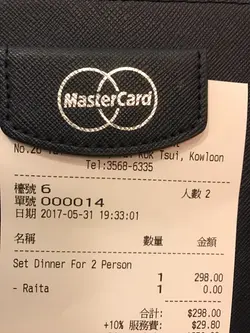 MasterCard
Tsui, Kowloon
Tel:3568-6335
檯號 6
單號 000014
人數 2
日期 2017-05-31 19:33:01
名稱 數量 金額
Set Dinner For 2 Person 1 298.00
- Raita 1 0.00
合計: $298.00
+10% 服務費: $29.80